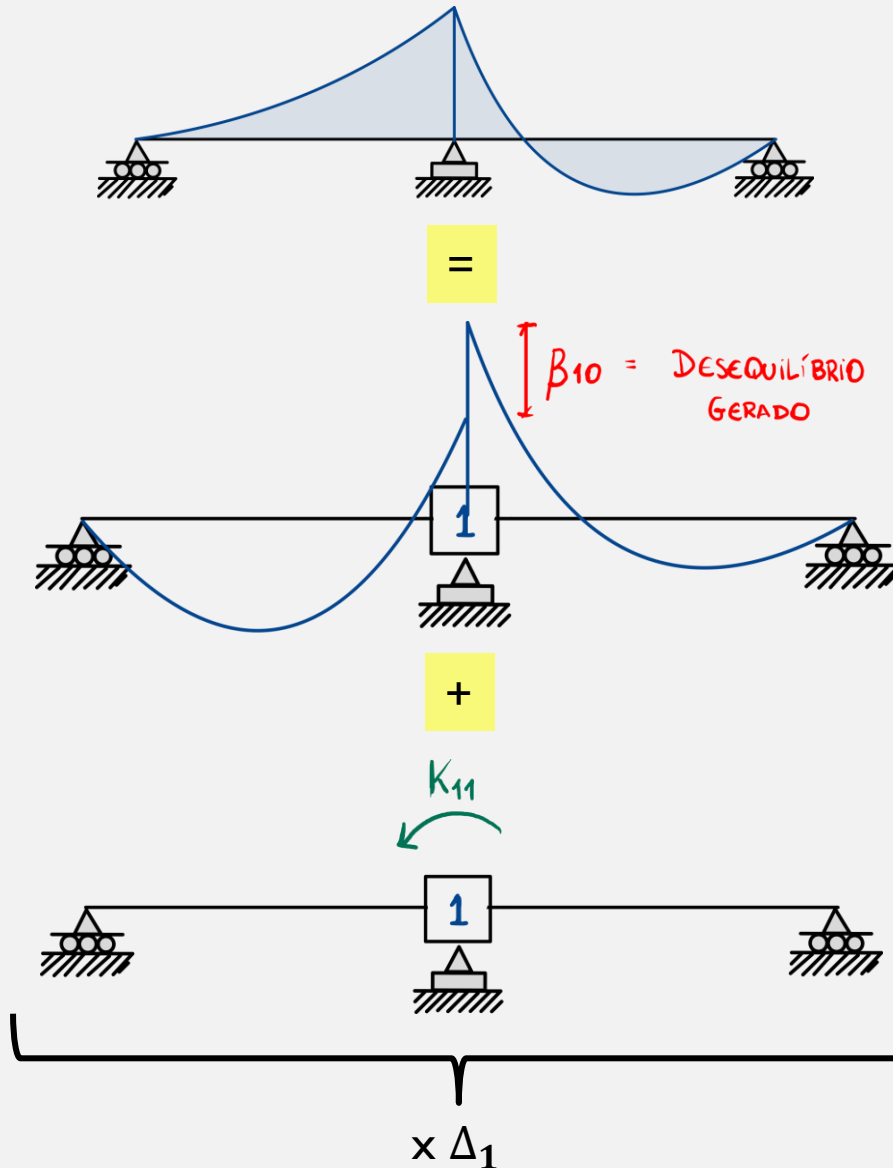 =
β10 = DESEQUILÍBRIO
GERADO
1
+
K11
1
x Δ1